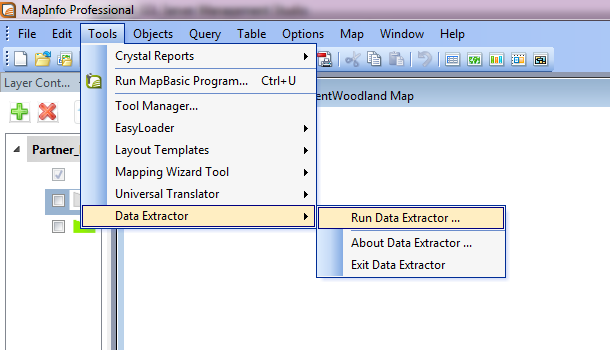 MapInfo Professional
File Edit Tools Objects Query Table Options Map Window Help
Layer Cont...
Crystal Reports
Run MapBasic Program... Ctrl+U
Tool Manager...
EasyLoader
Layout Templates
Mapping Wizard Tool
Universal Translator
Data Extractor
entWoodland Map
Partner_
Run Data Extractor ...
About Data Extractor ...
Exit Data Extractor